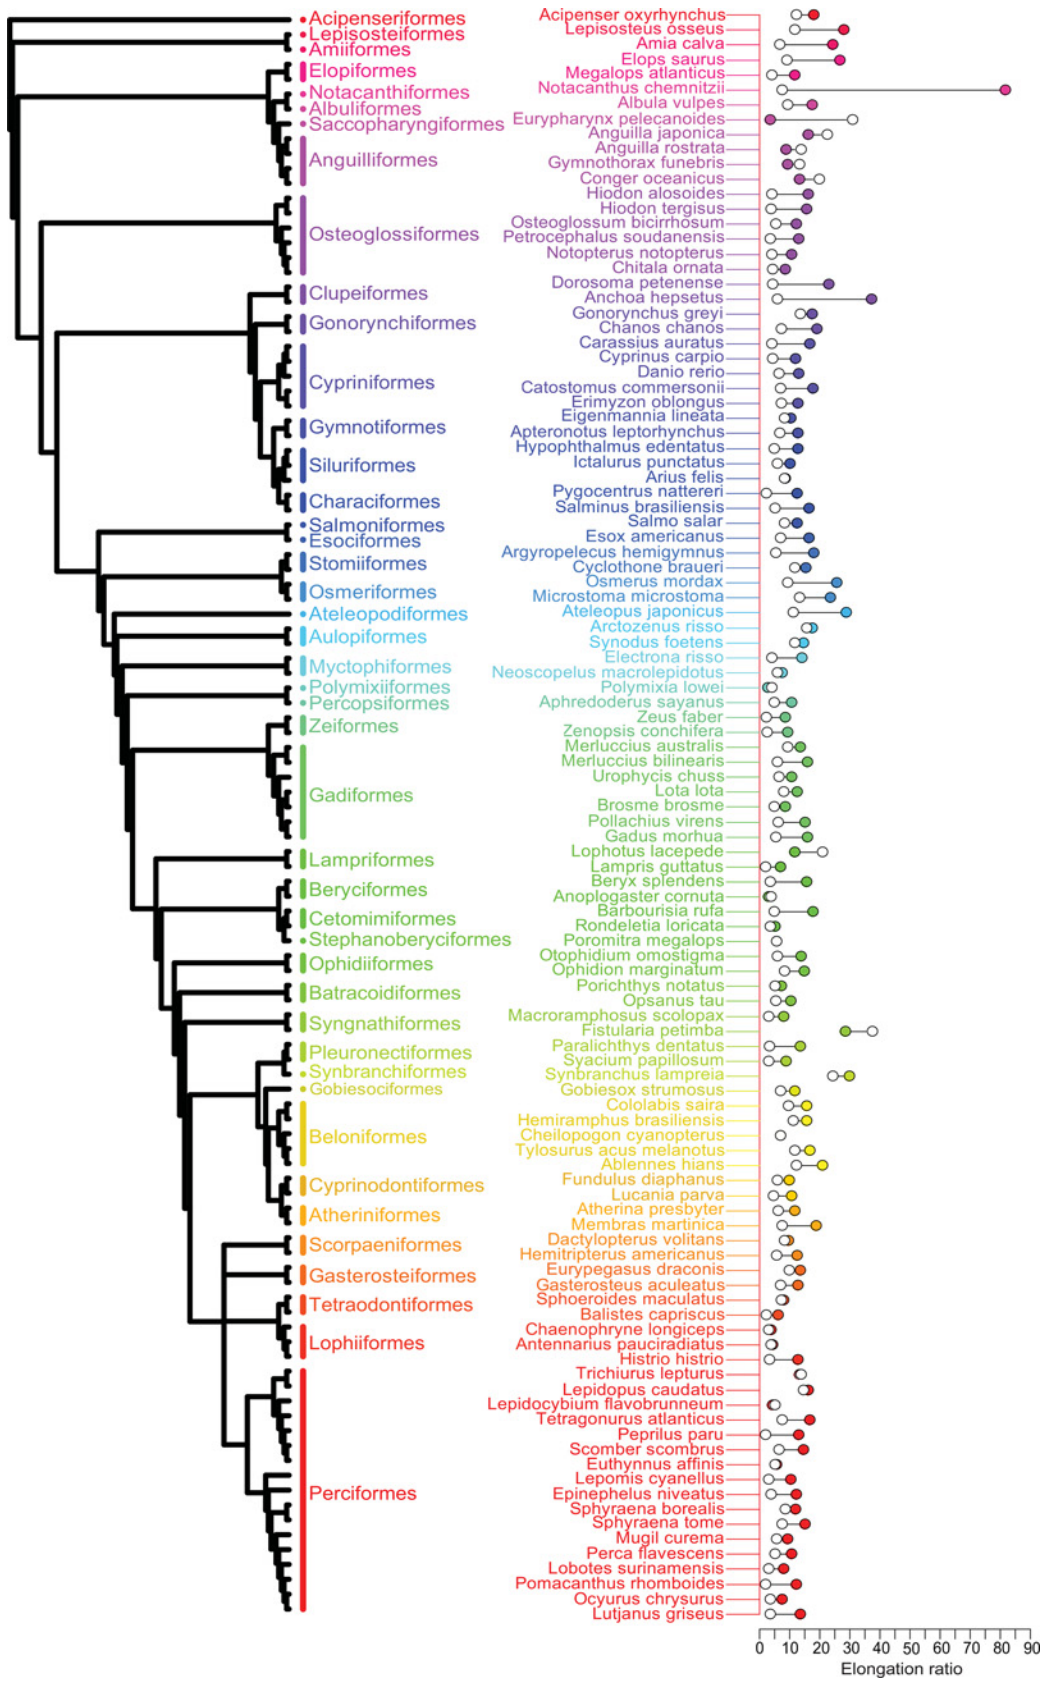 Acipenseriformes
Lepisosteiformes
Amiiformes
Elopiformes
Notacanthiformes
Albuliformes
Saccopharyngiformes
Anguilliformes
Osteoglossiformes
Clupeiformes
Gonorynchiformes
Cypriniformes
Gymnotiformes
Siluriformes
Characiformes
Salmoniformes
Esociformes
Stomiiformes
Osmeriformes
Ateleopodiformes
Aulopiformes
Myctophiformes
Polymixiiformes
Percopsiformes
Zeiformes
Gadiformes
Lampriformes
Beryciformes
Cetomimiformes
Stephanoberyciformes
Ophidiiformes
Batracoidiformes
Syngnathiformes
Pleuronectiformes
Synbranchiformes
Gobiesociformes
Beloniformes
Cyprinodontiformes
Atheriniformes
Scorpaeniformes
Gasterosteiformes
Tetraodontiformes
Lophiiformes
Perciformes
Acipenser oxyrhynchus
Lepisosteus osseus
Amia calva
Elops saurus
Megalops atlanticus
Notacanthus chemnitzii
Albula vulpes
Eurypharynx pelecanoides
Anguilla japonica
Anguilla rostrata
Gymnothorax funebris
Conger oceanicus
Hiodon alosoides
Hiodon tergisus
Osteoglossum bicirrhosum
Petrocephalus soudanensis
Notopterus notopterus
Chitala ornata
Dorosoma petenense
Anchoa hepsetus
Gonorynchus greyi
Chanos chanos
Carassius auratus
Cyprinus carpio
Danio rerio
Catostomus commersonii
Erimyzon oblongus
Eigenmannia lineata
Apteronotus leptorhynchus
Hypophthalmus edentatus
Ictalurus punctatus
Arius felis
Pygocentrus nattereri
Salminus brasiliensis
Salmo salar
Esox americanus
Argyropelecus hemigymnus
Cyclothone braueri
Osmerus mordax
Microstoma microstoma
Ateleopus japonicus
Arctozenus risso
Synodus foetens
Electrona risso
Neoscopelus macrolepidotus
Polymixia lowei
Aphredoderus sayanus
Zeus faber
Zenopsis conchifera
Merluccius australis
Merluccius bilinearis
Urophycis chuss
Lota lota
Brosme brosme
Pollachius virens
Gadus morhua
Lophotus lacepede
Lampris guttatus
Beryx splendens
Anoplogaster cornuta
Barbourisia rufa
Rondeletia loricata
Poromitra megalops
Otophidium omostigma
Ophidion marginatum
Porichthys notatus
Opsanus tau
Macroramphosus scolopax
Fistularia petimba
Paralichthys dentatus
Syacium papillosum
Synbranchus lampreia
Gobiesox strumosus
Cololabis saira
Hemiramphus brasiliensis
Cheilopogon cyanopterus
Tylosurus acus melanotus
Ablennes hians
Fundulus diaphanus
Lucania parva
Atherina presbyter
Membras martinica
Dactylopterus volitans
Hemitripterus americanus
Eurypegasus draconis
Gasterosteus aculeatus
Sphoeroides maculatus
Balistes capriscus
Chaenophryne longiceps
Antennarius pauciradiatus
Histrio histrio
Trichiurus lepturus
Lepidopus caudatus
Lepidocybium flavobrunneum
Tetragonurus atlanticus
Peprilus paru
Scomber scombrus
Euthynnus affinis
Lepomis cyanellus
Epinephelus niveatus
Sphyraena borealis
Sphyraena tome
Mugil curema
Perca flavescens
Lobotes surinamensis
Pomacanthus rhomboides
Ocyurus chrysurus
Lutjanus griseus
0 10 20 30 40 50 60 70 80 90
Elongation ratio